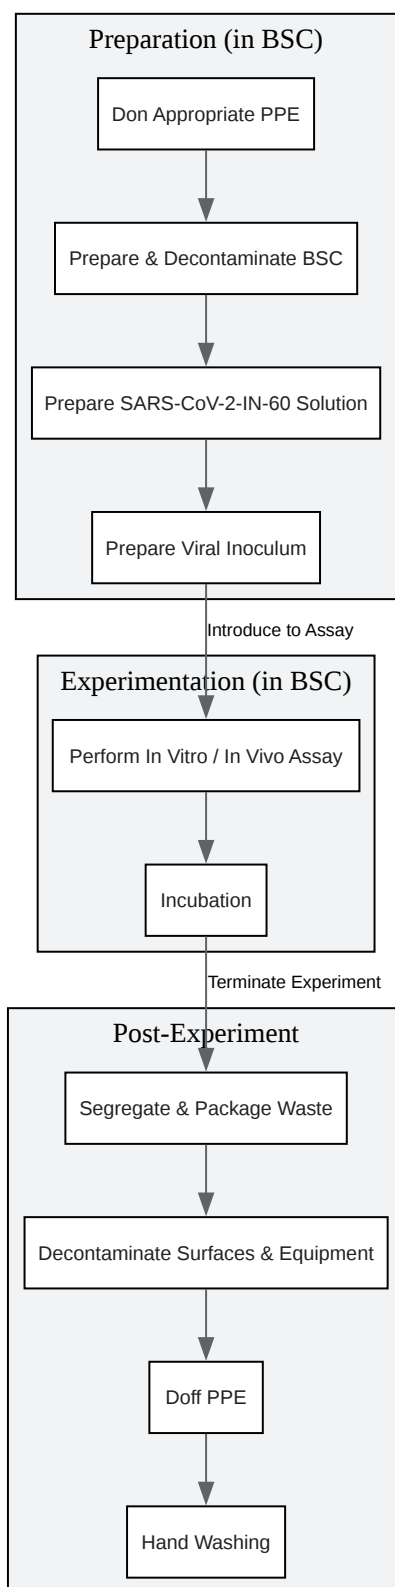 Preparation (in BSC)
Don Appropriate PPE
Prepare & Decontaminate BSC
Prepare SARS-CoV-2-IN-60 Solution
Prepare Viral Inoculum
Introduce to Assay
Experimentation (in BSC)
Perform In Vitro / In Vivo Assay
Incubation
Terminate Experiment
Post-Experiment
Segregate & Package Waste
Decontaminate Surfaces & Equipment
Doff PPE
Hand Washing